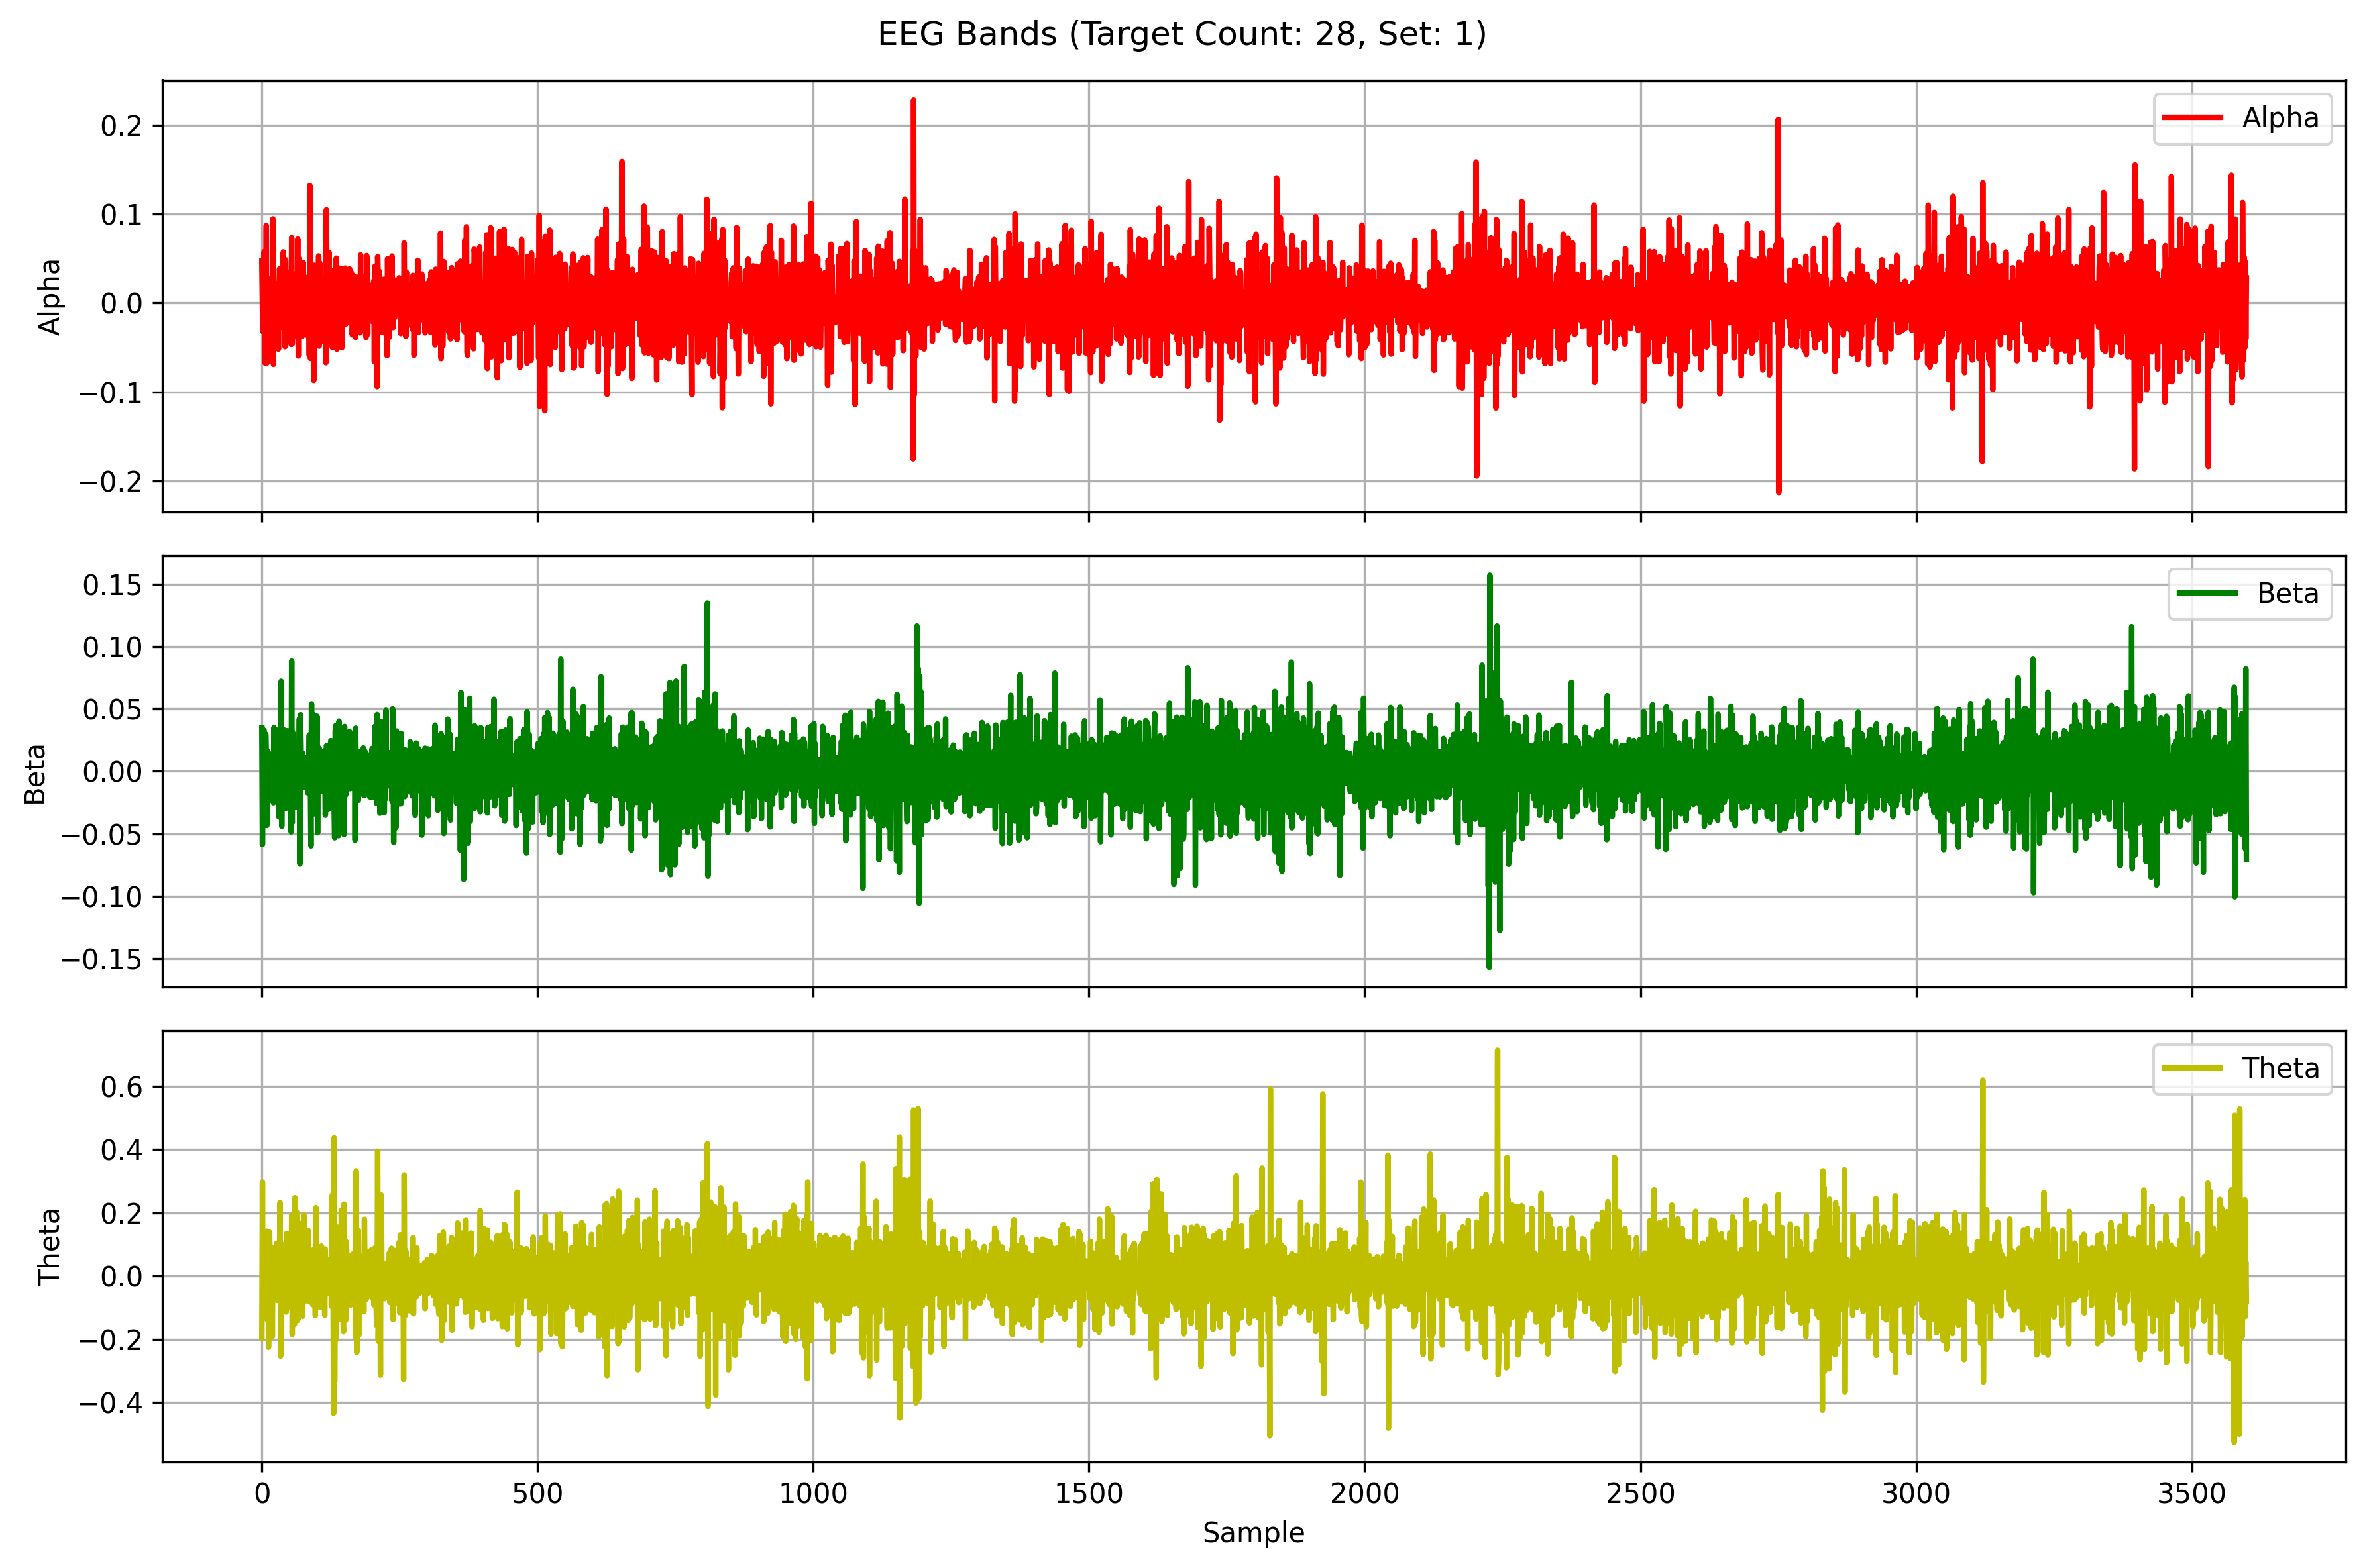 EEG Bands (Target Count: 28, Set: 1)
Alpha
0.2
0.1
0.0
−0.1
−0.2
Alpha
Beta
0.15
0.10
0.05
0.00
−0.05
−0.10
−0.15
Beta
Theta
0.6
0.4
0.2
0.0
−0.2
−0.4
Theta
0 500 1000 1500 2000 2500 3000 3500
Sample